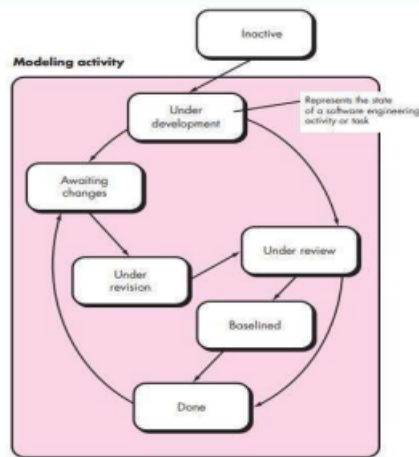 Inactive
Modeling activity
Under
development
Represents the state
of a software engineering
activity or task
Awaiting
changes
Under review
Under
revision
Baselined
Done